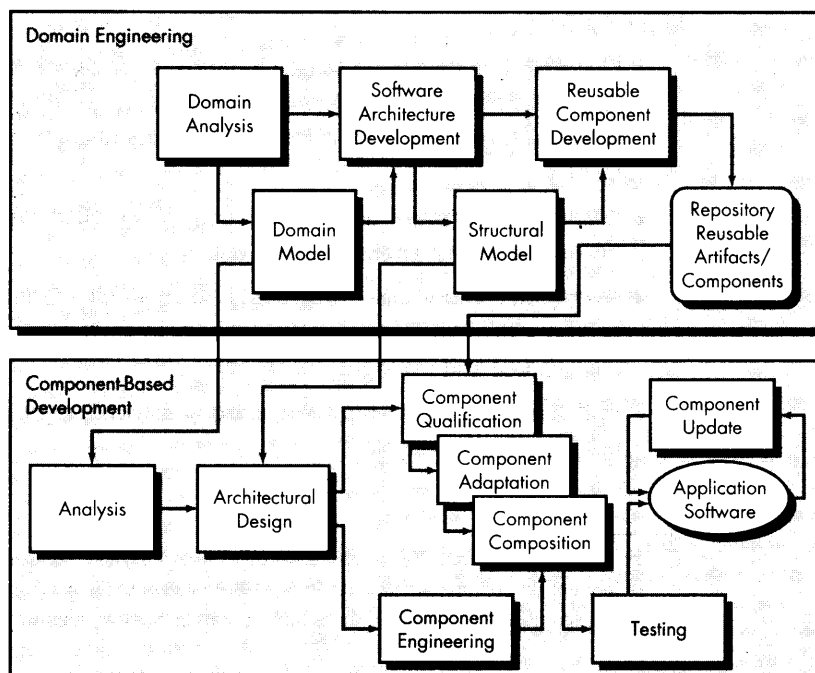 Domain Engineering
Domain
Analysis
Software
Architecture
Development
Reusable
Component
Development
Domain
Model
Structural
Model
Repository
Reusable
Artifacts/
Components
Component-Based
Development
Analysis
Architectural
Design
Component
Qualification
Component
Adaptation
Component
Composition
Component
Engineering
Testing
Component
Update
Application
Software